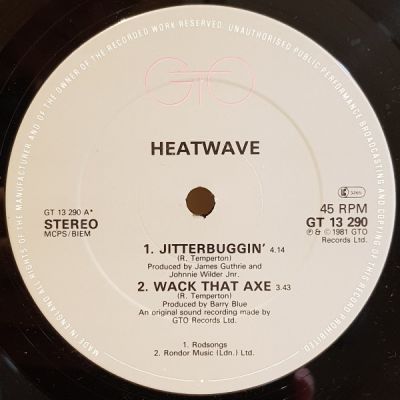 OF THE MANUFACTURER AND OF THE OWNER OF THE RECORDED WORK RESERVED. UNAUTHORISED PUBLIC PERFORMANCE BROADCASTING AND COPYING OF THIS RECORD PROHIBITED.
GTO
HEATWAVE
GT 13 290 A*
STEREO
MCPS/BIEM
45 RPM
GT 13 290
℗ & © 1981 GTO
Records Ltd.
1. JITTERBUGGIN' 4.14
(R. Temperton)
Produced by James Guthrie and
Johnnie Wilder Jnr.
2. WACK THAT AXE 3.43
(R. Temperton)
Produced by Barry Blue
An original sound recording made by
GTO Records Ltd.
1. Rodsongs
2. Rondor Music (Ldn.) Ltd.
MADE IN ENGLAND ALL RIGHTS